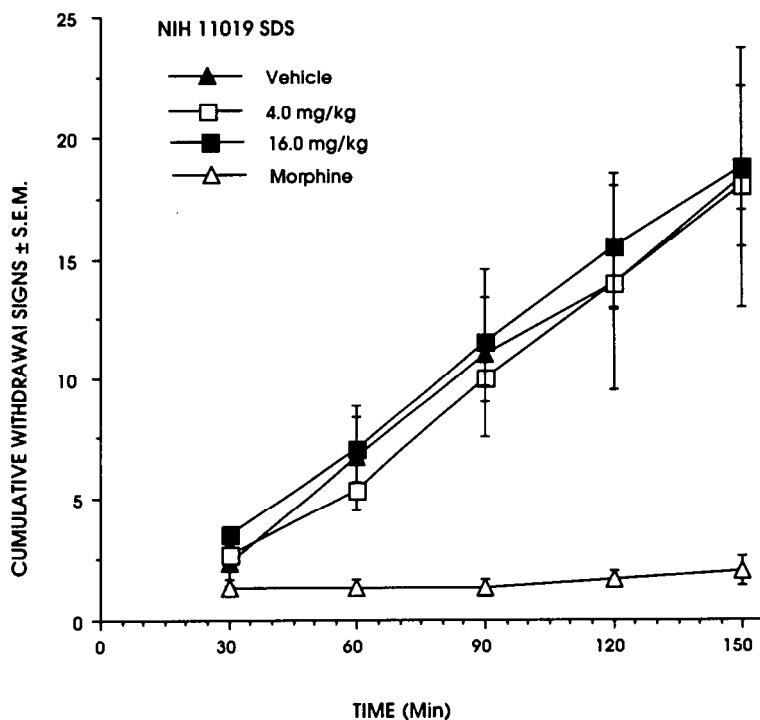 NIH 11019 SDS
Vehicle
4.0 mg/kg
16.0 mg/kg
Morphine
CUMULATIVE WITHDRAWAl SIGNS ± S.E.M.
25
20
15
10
5
0
0 30 60 90 120 150
TIME (Min)